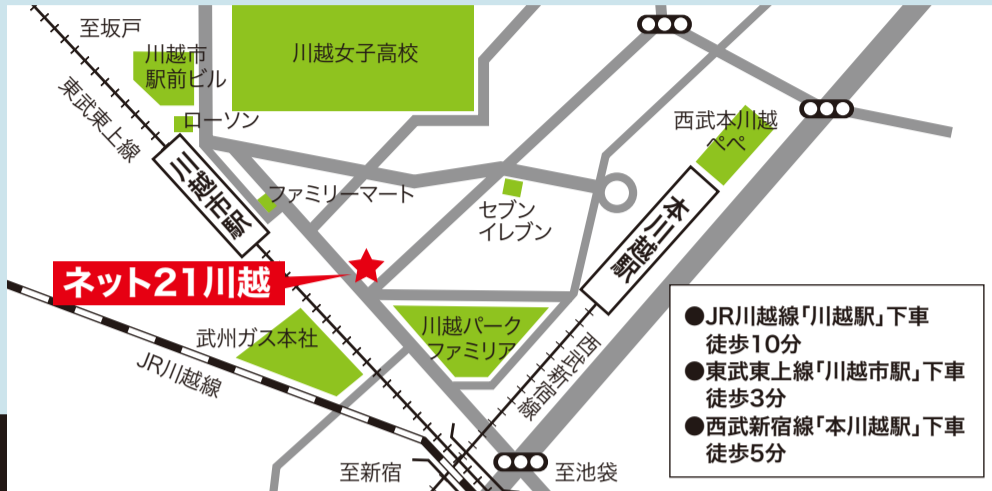 至坂戸
川越市
駅前ビル
川越女子高校
東武東上線
ローソン
西武本川越
ペペ
川越市駅
ファミリーマート
セブン
イレブン
本川越駅
ネット21川越
武州ガス本社
川越パーク
ファミリア
JR川越線
西武新宿線
至新宿
至池袋
●JR川越線「川越駅」下車
徒歩10分
●東武東上線「川越市駅」下車
徒歩3分
●西武新宿線「本川越駅」下車
徒歩5分